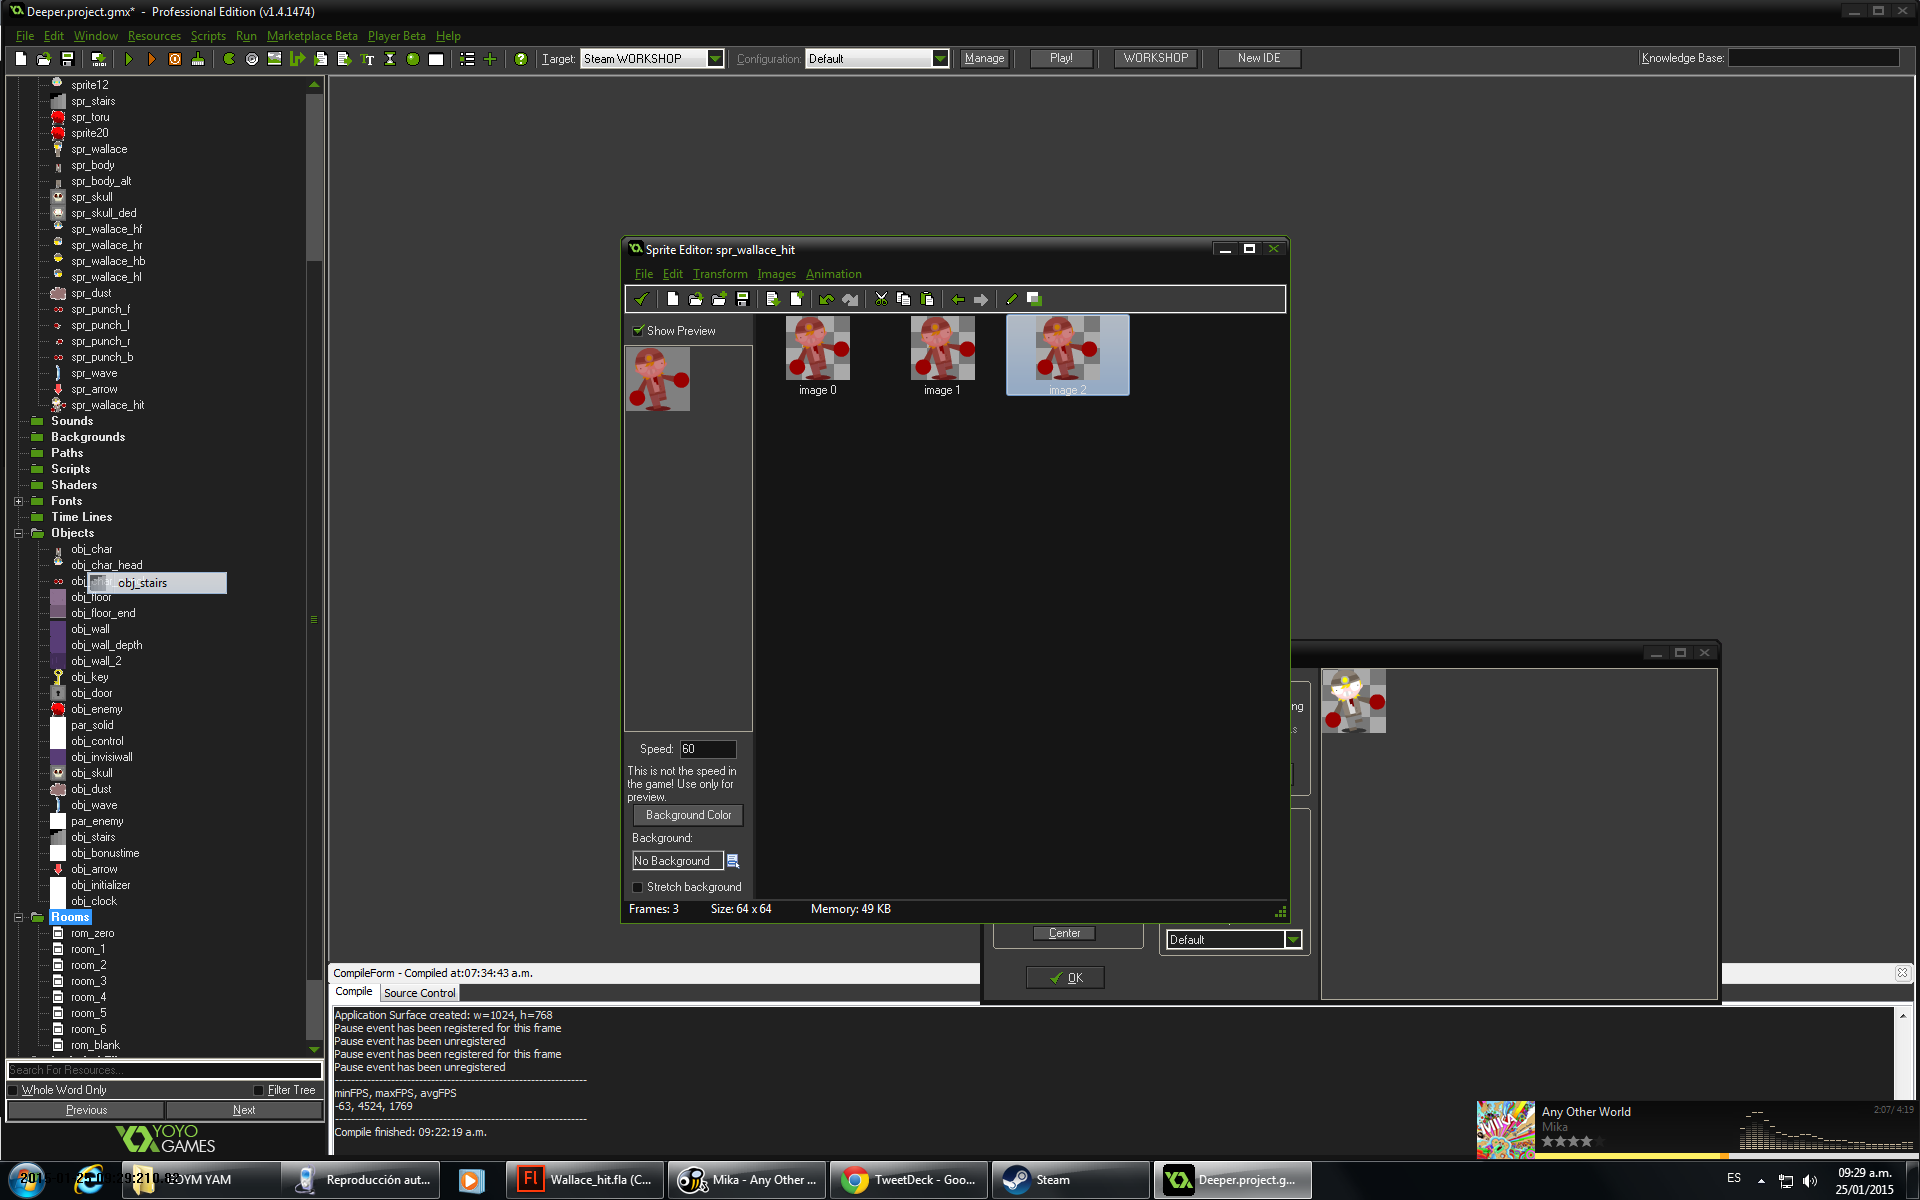 Deeper.project.gmx* - Professional Edition (v1.4.1474)
File Edit Window Resources Scripts Run Marketplace Beta Player Beta Help
Target: Steam WORKSHOP Configuration: Default Manage Play! WORKSHOP New IDE Knowledge Base:
sprite12
spr_stairs
spr_toru
sprite20
spr_wallace
spr_body
spr_body_alt
spr_skull
spr_skull_ded
spr_wallace_hf
spr_wallace_hr
spr_wallace_hb
spr_wallace_hl
spr_dust
spr_punch_f
spr_punch_l
spr_punch_r
spr_punch_b
spr_wave
spr_arrow
spr_wallace_hit
Sounds
Backgrounds
Paths
Scripts
Shaders
Fonts
Time Lines
Objects
obj_char
obj_char_head
obj_stairs
obj_floor
obj_floor_end
obj_wall
obj_wall_depth
obj_wall_2
obj_key
obj_door
obj_enemy
par_solid
obj_control
obj_invisiwall
obj_skull
obj_dust
obj_wave
par_enemy
obj_stairs
obj_bonustime
obj_arrow
obj_initializer
obj_clock
Rooms
rom_zero
room_1
room_2
room_3
room_4
room_5
room_6
rom_blank
Search For Resources...
Whole Word Only Filter Tree
Previous Next
YOYO
GAMES
Sprite Editor: spr_wallace_hit
File Edit Transform Images Animation
Show Preview
image 0 image 1 image 2
Speed: 60
This is not the speed in
the game! Use only for
preview.
Background Color
Background:
No Background
Stretch background
Frames: 3 Size: 64 x 64 Memory: 49 KB
ng
s
Center
Default
OK
CompileForm - Compiled at:07:34:43 a.m.
Compile Source Control
Application Surface created: w=1024, h=768
Pause event has been registered for this frame
Pause event has been unregistered
Pause event has been registered for this frame
Pause event has been unregistered
minFPS, maxFPS, avgFPS
-63, 4524, 1769
Compile finished: 09:22:19 a.m.
MIKA
Any Other World 2:07/ 4:19
Mika
YAM Reproducción aut... Wallace_hit.fla (C... Mika - Any Other ... TweetDeck - Goo... Steam Deeper.project.g...
ES
09:29 a.m.
25/01/2015